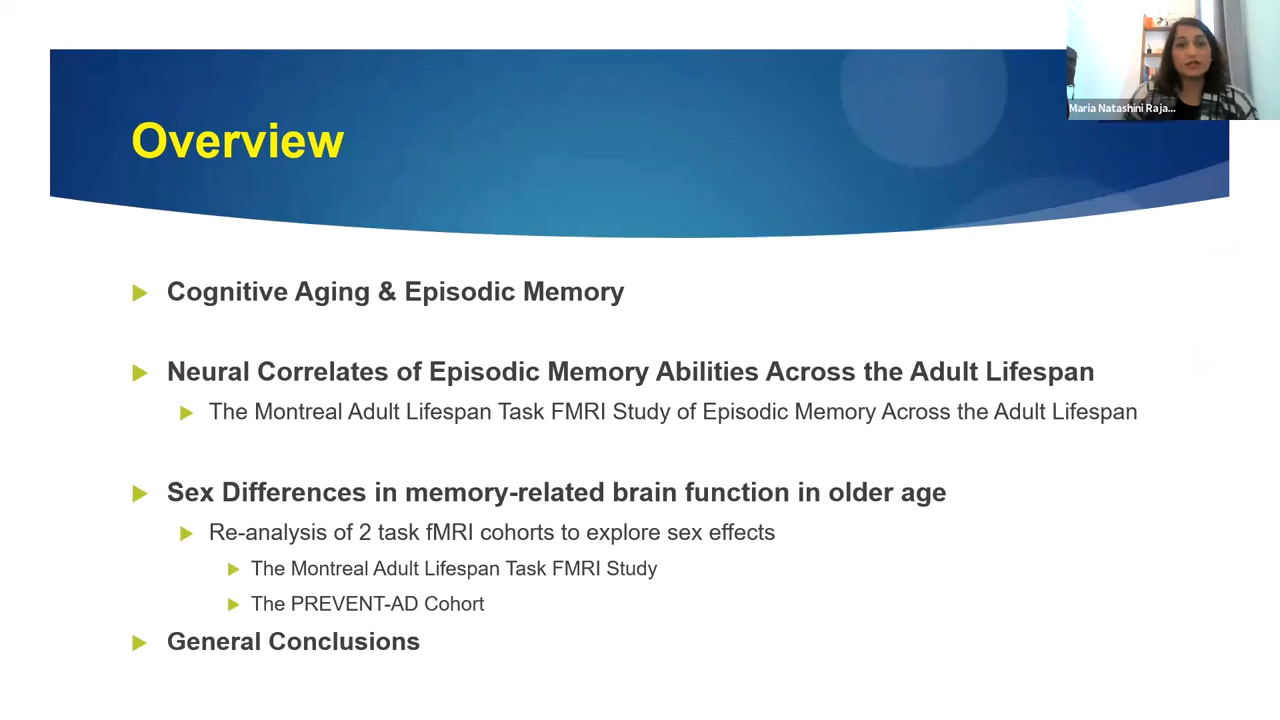 Maria Natashini Raja...
Overview
Cognitive Aging & Episodic Memory
Neural Correlates of Episodic Memory Abilities Across the Adult Lifespan
The Montreal Adult Lifespan Task FMRI Study of Episodic Memory Across the Adult Lifespan
Sex Differences in memory-related brain function in older age
Re-analysis of 2 task fMRI cohorts to explore sex effects
The Montreal Adult Lifespan Task FMRI Study
The PREVENT-AD Cohort
General Conclusions